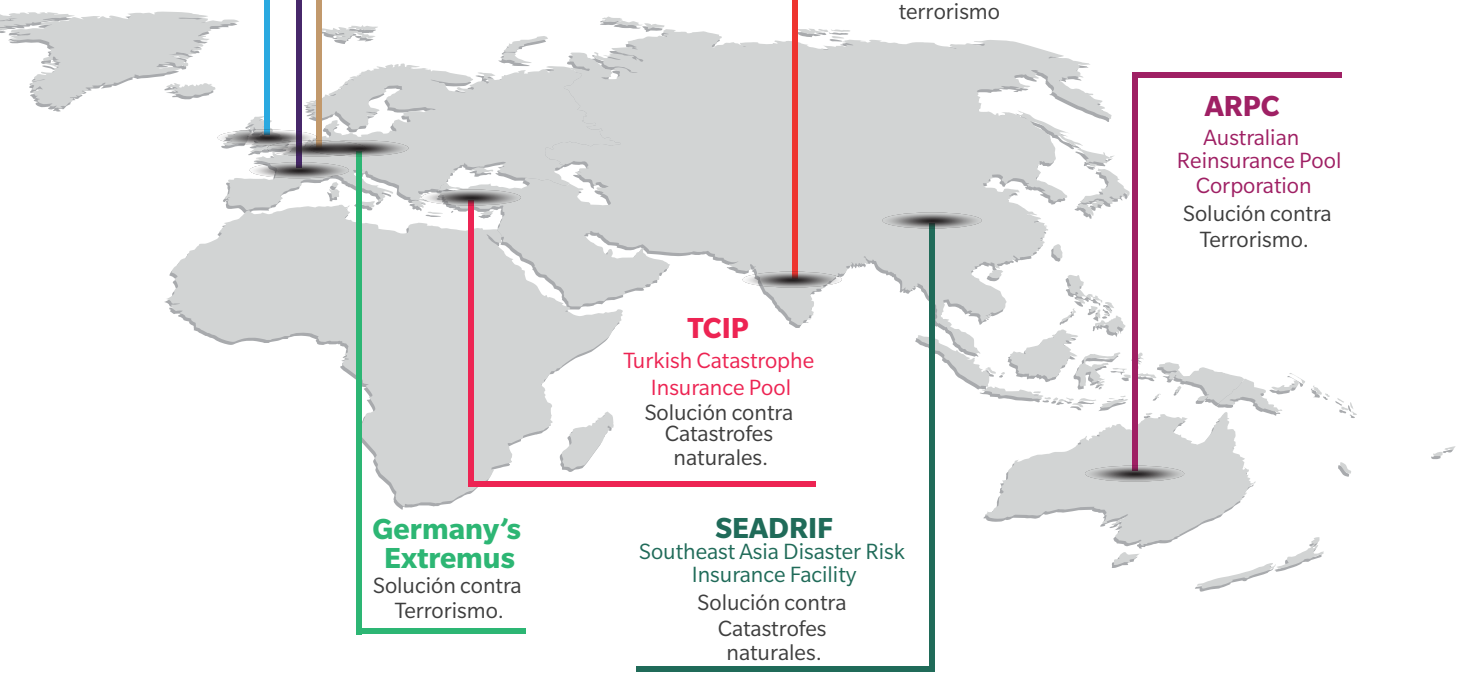 terrorismo
ARPC
Australian
Reinsurance Pool
Corporation
Solución contra
Terrorismo.
TCIP
Turkish Catastrophe
Insurance Pool
Solución contra
Catastrofes
naturales.
Germany’s
Extremus
Solución contra
Terrorismo.
SEADRIF
Southeast Asia Disaster Risk
Insurance Facility
Solución contra
Catastrofes
naturales.